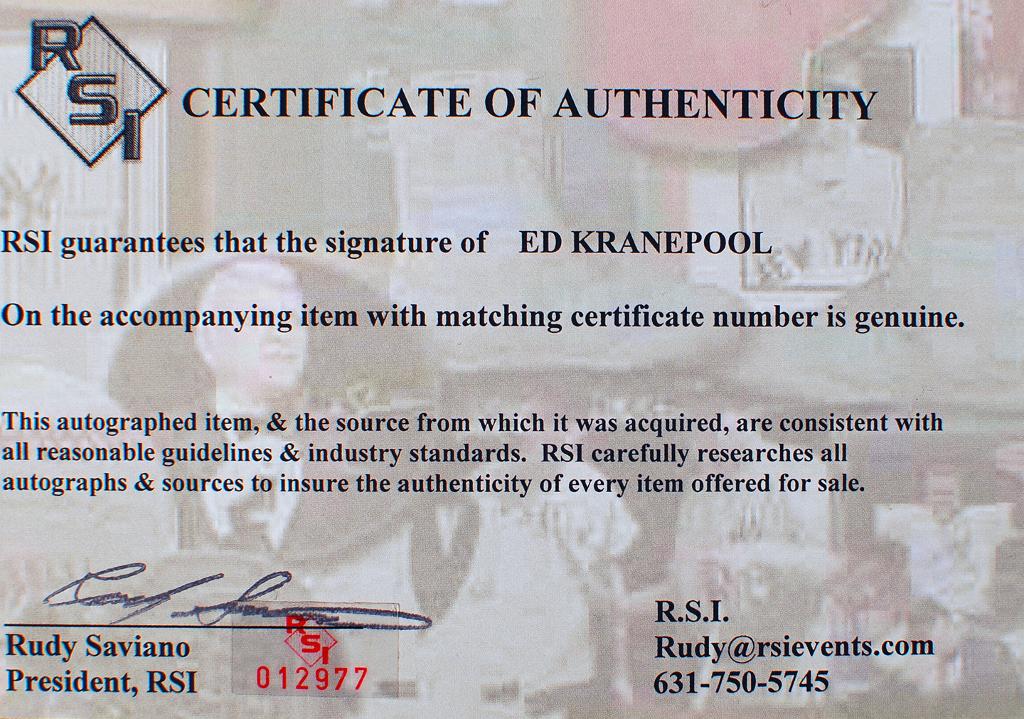 RSI
CERTIFICATE OF AUTHENTICITY
RSI guarantees that the signature of ED KRANEPOOL
On the accompanying item with matching certificate number is genuine.
This autographed item, & the source from which it was acquired, are consistent with
all reasonable guidelines & industry standards. RSI carefully researches all
autographs & sources to insure the authenticity of every item offered for sale.
Rudy Saviano
President, RSI
RSI
012977
R.S.I.
Rudy@rsievents.com
631-750-5745